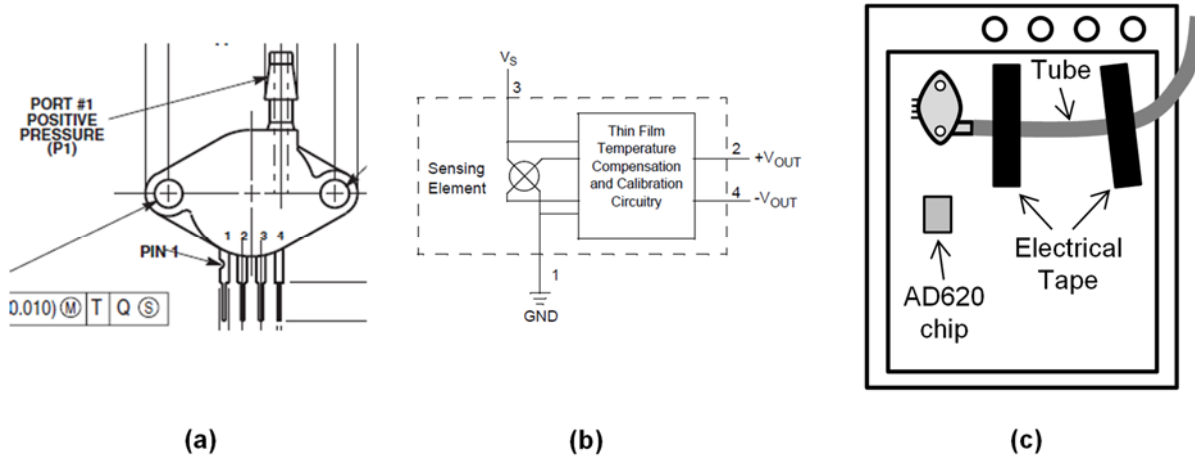 PORT #1
POSITIVE
PRESSURE
(P1)
1 2 3 4
PIN 1
0.010) Ⓜ T Q Ⓢ
(a)
VS
3
Sensing
Element
Thin Film
Temperature
Compensation
and Calibration
Circuitry
2
+VOUT
4
-VOUT
1
GND
(b)
Tube
Electrical
Tape
AD620
chip
(c)